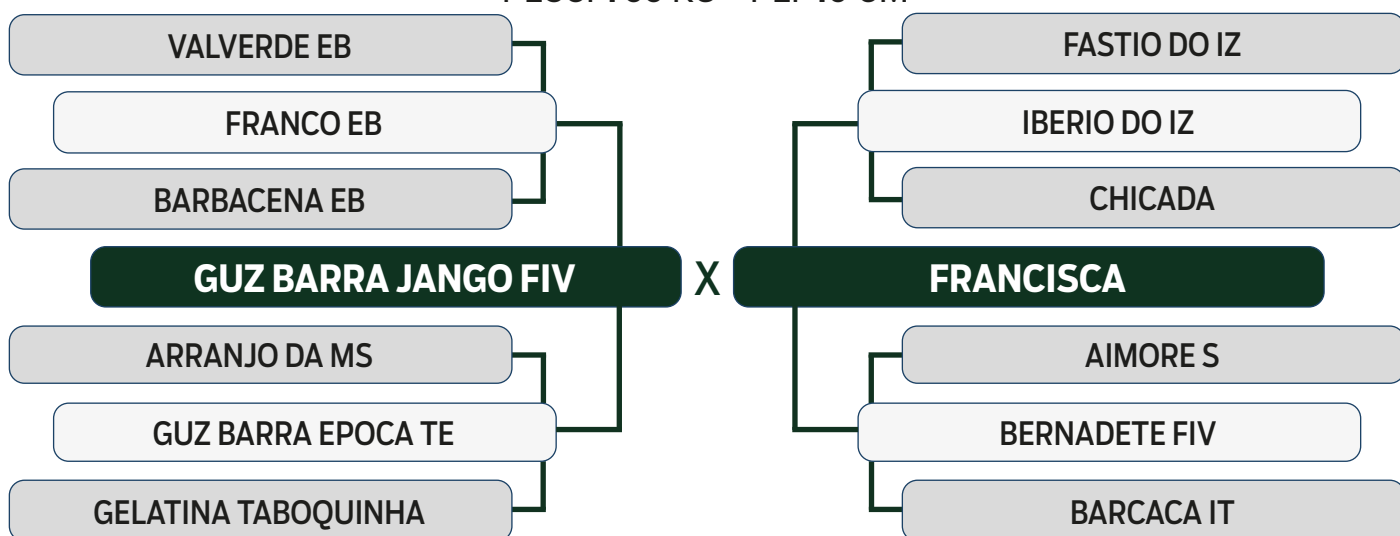 VALVERDE EB
FRANCO EB
BARBACENA EB
GUZ BARRA JANGO FIV
ARRANJO DA MS
GUZ BARRA EPOCA TE
GELATINA TABOQUINHA
X
FASTIO DO IZ
IBERIO DO IZ
CHICADA
FRANCISCA
AIMORE S
BERNADETE FIV
BARCACA IT